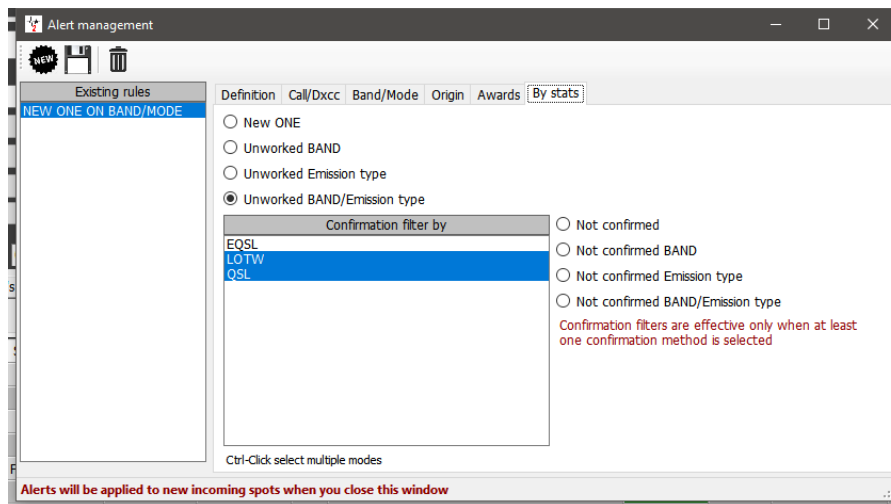 Alert management
NEW
Existing rules
NEW ONE ON BAND/MODE
Definition Call/Dxcc Band/Mode Origin Awards By stats
New ONE
Unworked BAND
Unworked Emission type
Unworked BAND/Emission type
Confirmation filter by
EQSL
LOTW
QSL
Not confirmed
Not confirmed BAND
Not confirmed Emission type
Not confirmed BAND/Emission type
Confirmation filters are effective only when at least
one confirmation method is selected
Ctrl-Click select multiple modes
Alerts will be applied to new incoming spots when you close this window